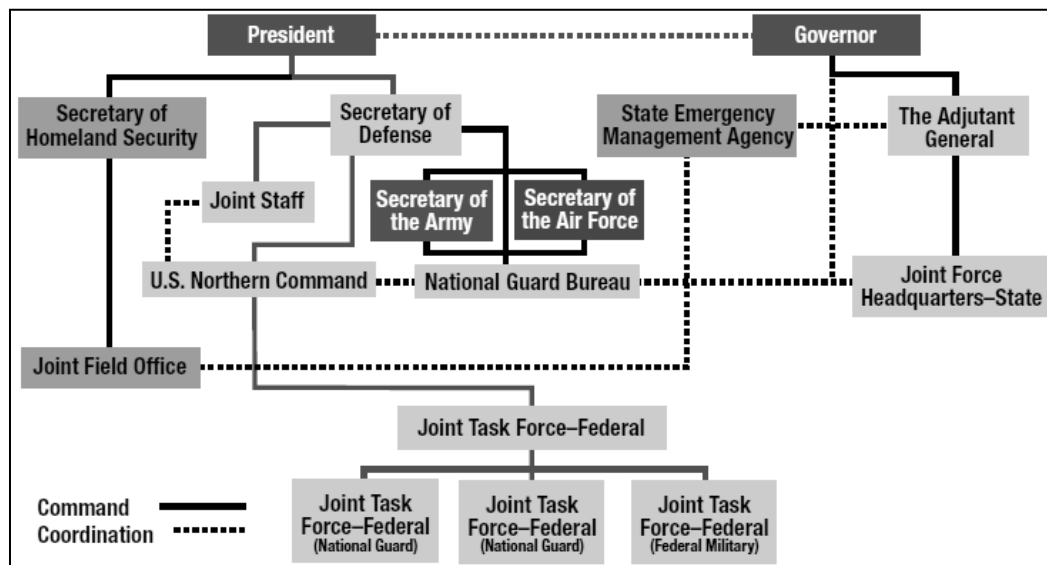 President
Governor
Secretary of
Homeland Security
Secretary of
Defense
State Emergency
Management Agency
The Adjutant
General
Joint Staff
Secretary of
the Army
Secretary of
the Air Force
U.S. Northern Command
National Guard Bureau
Joint Force
Headquarters–State
Joint Field Office
Joint Task Force–Federal
Joint Task
Force–Federal
(National Guard)
Joint Task
Force–Federal
(National Guard)
Joint Task
Force–Federal
(Federal Military)
Command
Coordination